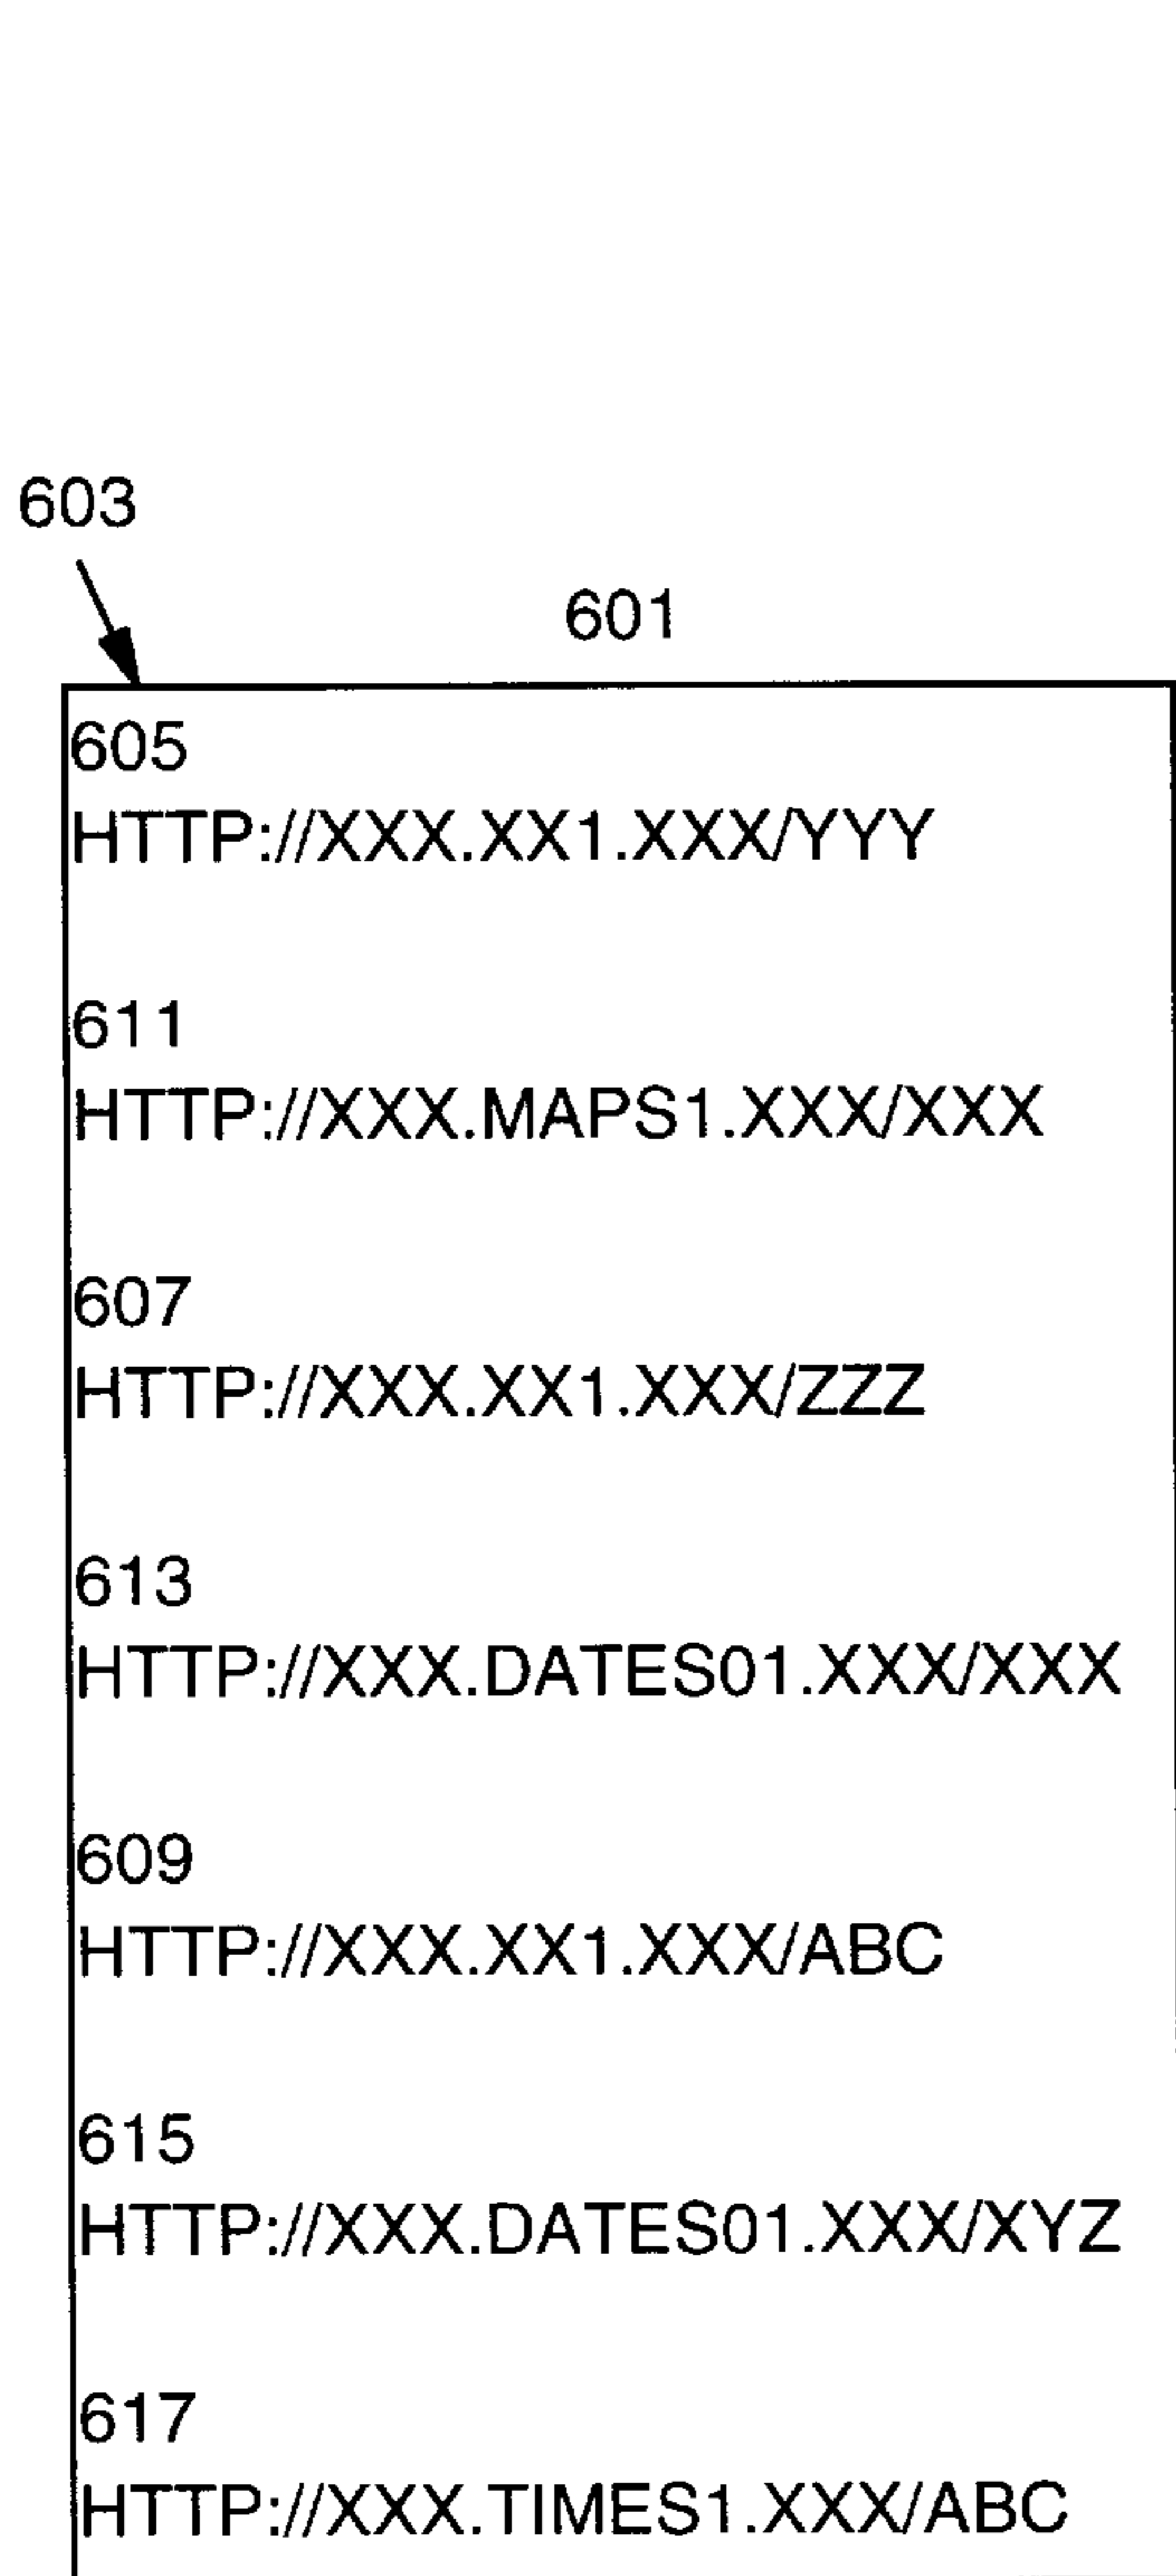 603
601
605
HTTP://XXX.XX1.XXX/YYY
611
HTTP://XXX.MAPS1.XXX/XXX
607
HTTP://XXX.XX1.XXX/ZZZ
613
HTTP://XXX.DATES01.XXX/XXX
609
HTTP://XXX.XX1.XXX/ABC
615
HTTP://XXX.DATES01.XXX/XYZ
617
HTTP://XXX.TIMES1.XXX/ABC